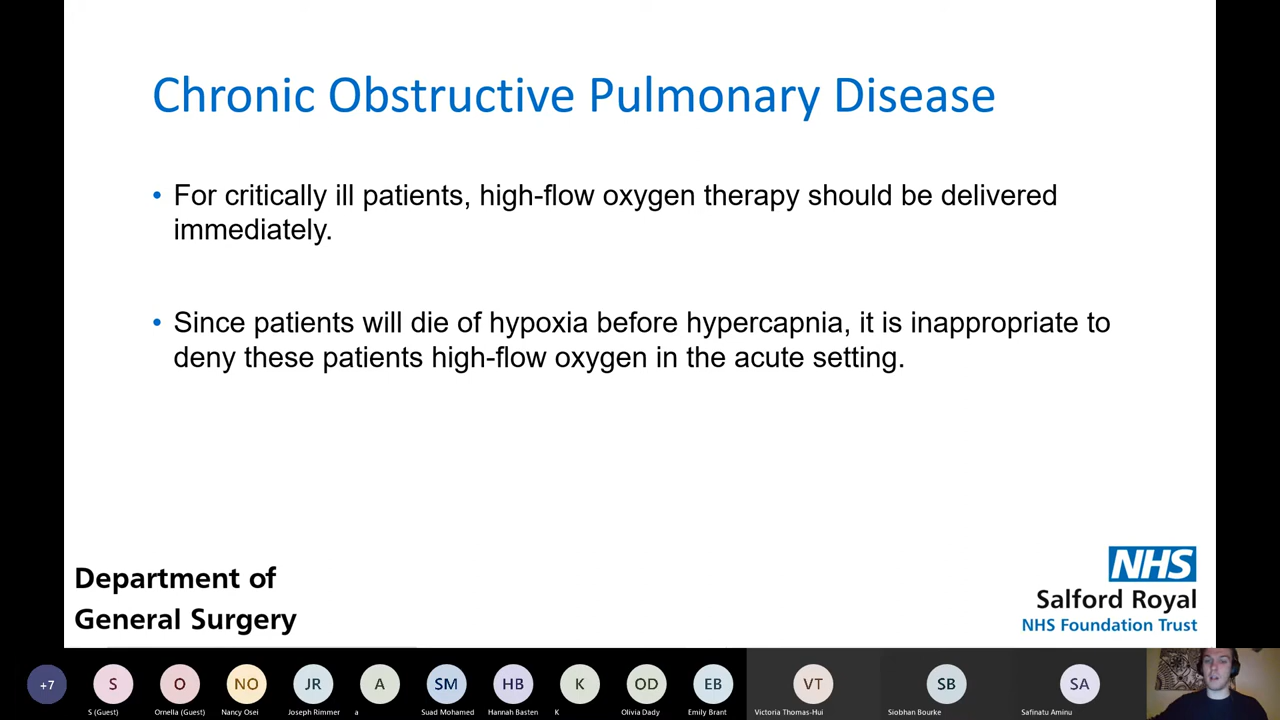 Chronic Obstructive Pulmonary Disease
• For critically ill patients, high-flow oxygen therapy should be delivered
immediately.
• Since patients will die of hypoxia before hypercapnia, it is inappropriate to
deny these patients high-flow oxygen in the acute setting.
Department of
General Surgery
NHS
Salford Royal
NHS Foundation Trust
+7
S
O
NO
JR
A
SM
HB
K
OD
EB
VT
SB
SA
S (Guest)
Ornella (Guest)
Nancy Osei
Joseph Rimmer
a
Suad Mohamed
Hannah Basten
K
Olivia Dady
Emily Brant
Victoria Thomas-Hui
Siobhan Bourke
Safinatu Aminu